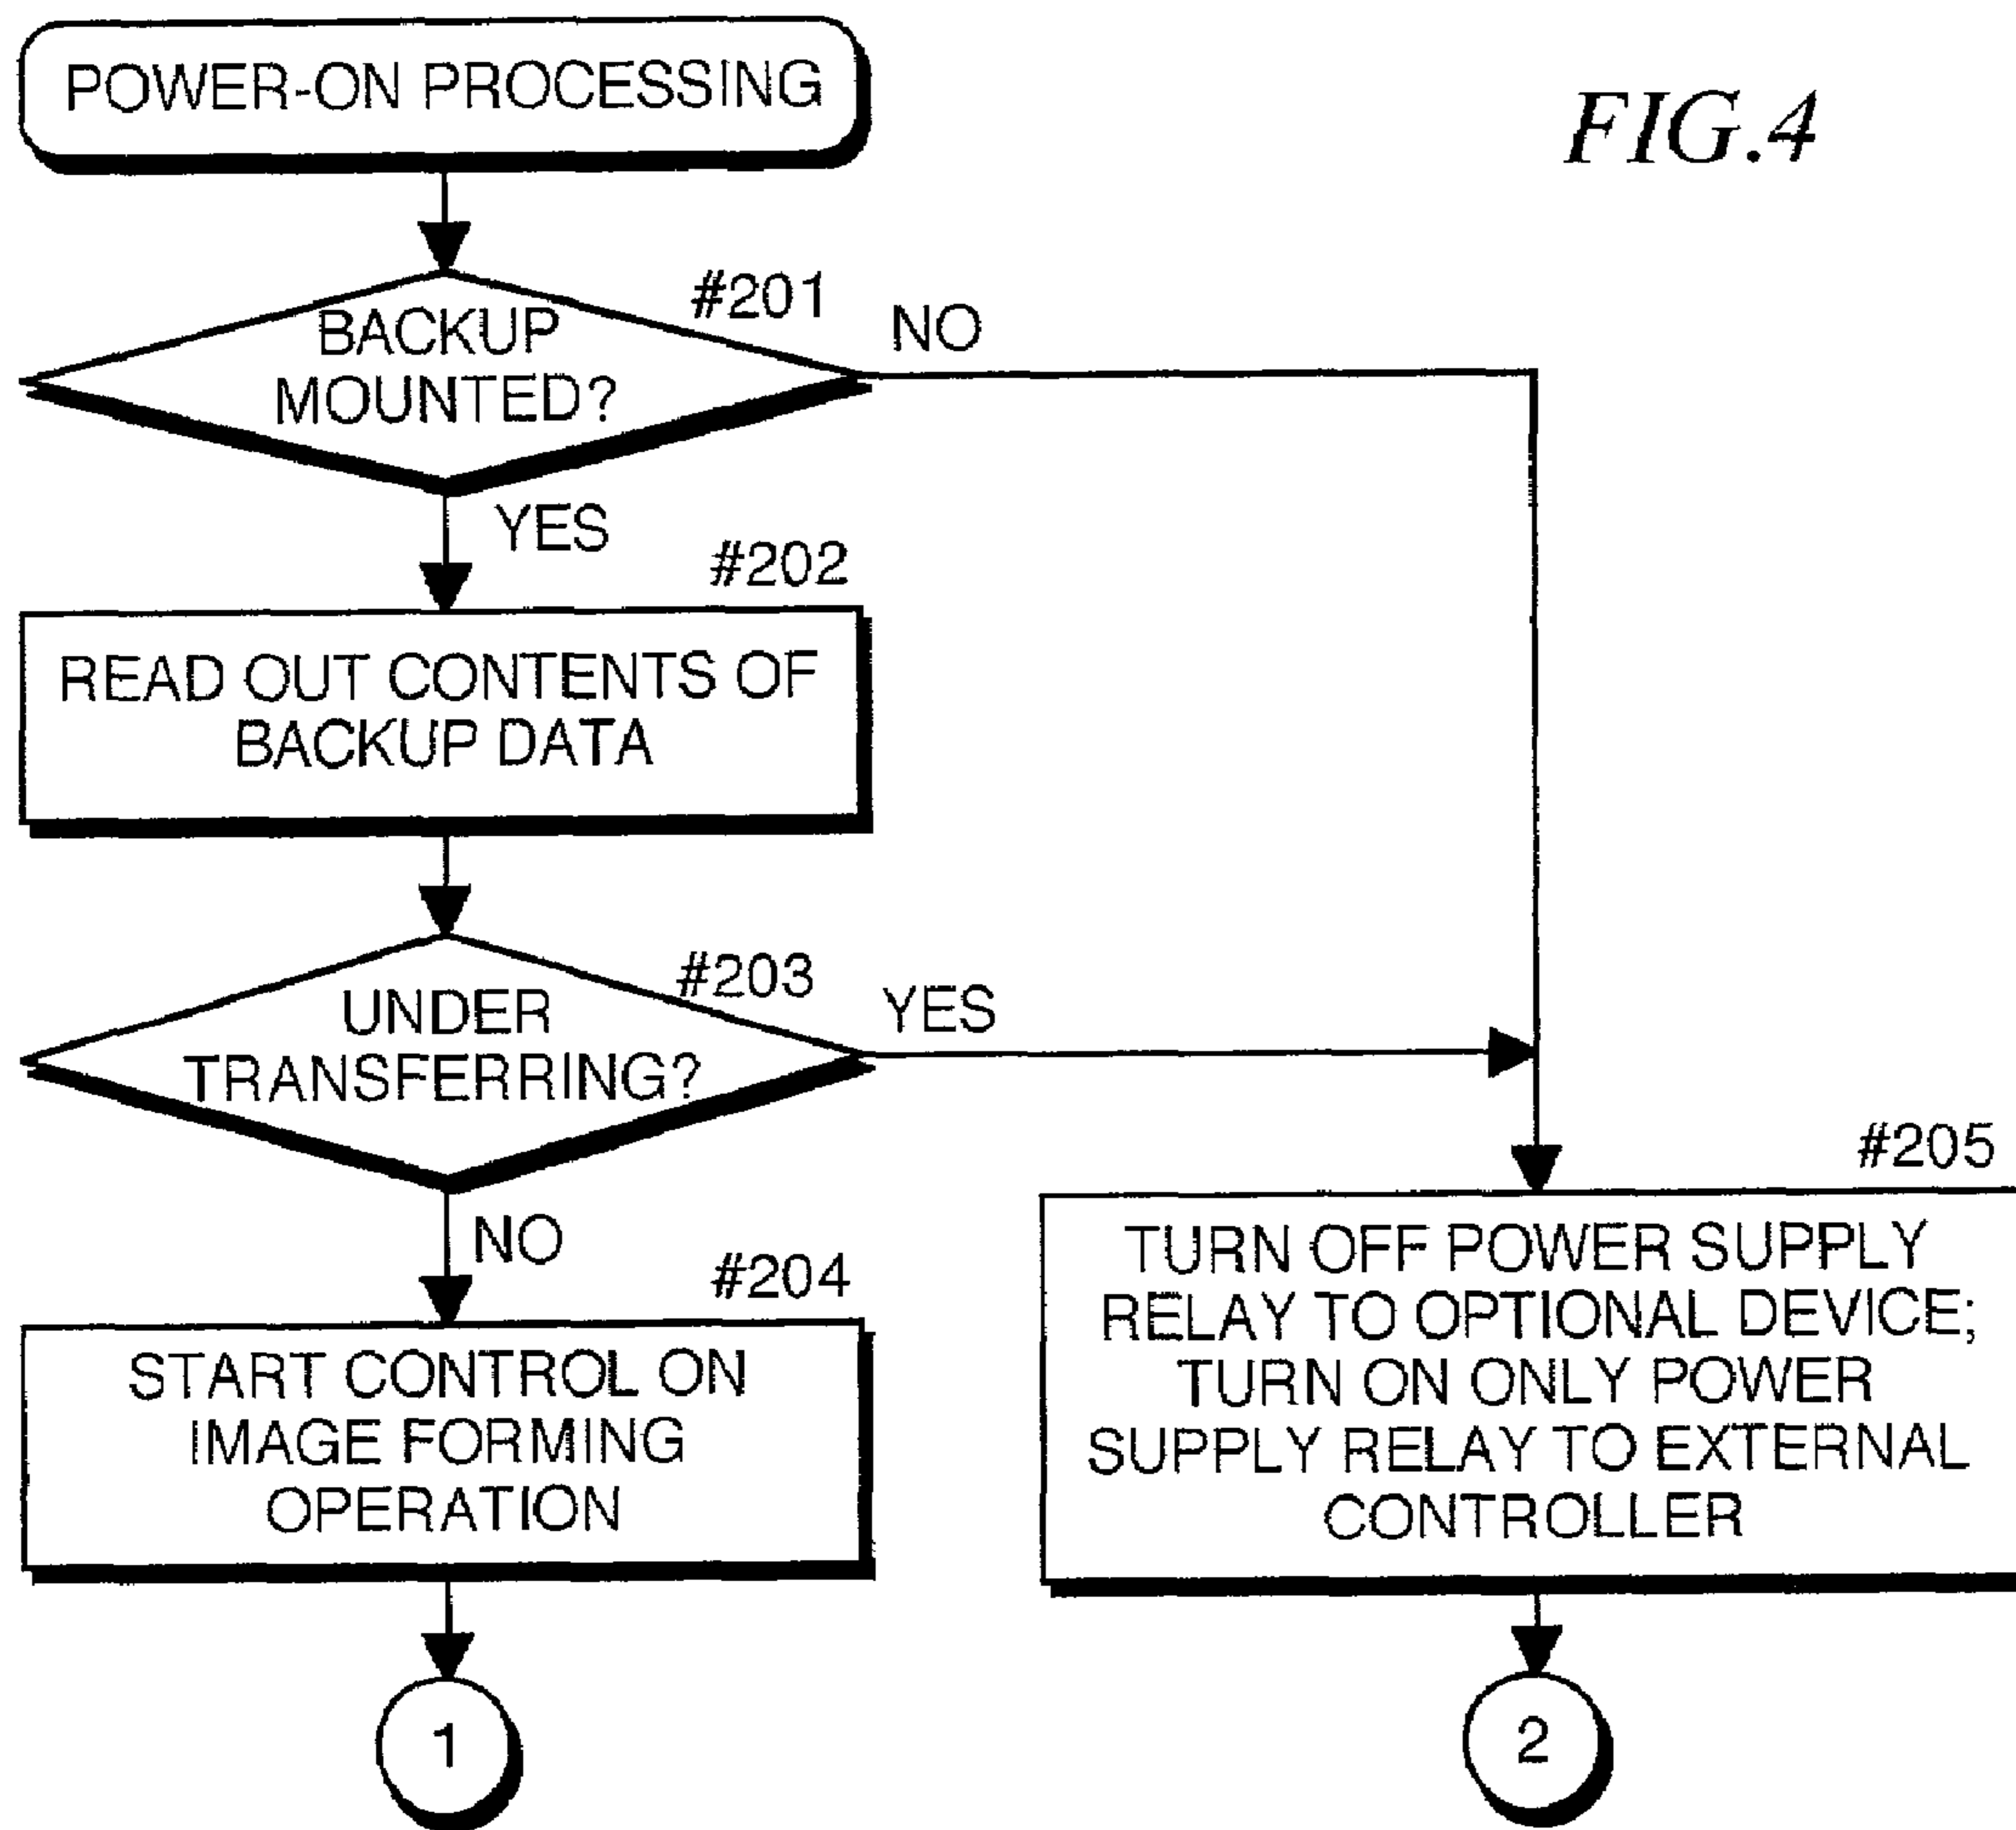 POWER-ON PROCESSING
FIG.4
#201
BACKUP
MOUNTED?
NO
YES
#202
READ OUT CONTENTS OF
BACKUP DATA
#203
UNDER
TRANSFERRING?
YES
NO
#204
START CONTROL ON
IMAGE FORMING
OPERATION
#205
TURN OFF POWER SUPPLY
RELAY TO OPTIONAL DEVICE;
TURN ON ONLY POWER
SUPPLY RELAY TO EXTERNAL
CONTROLLER
1
2